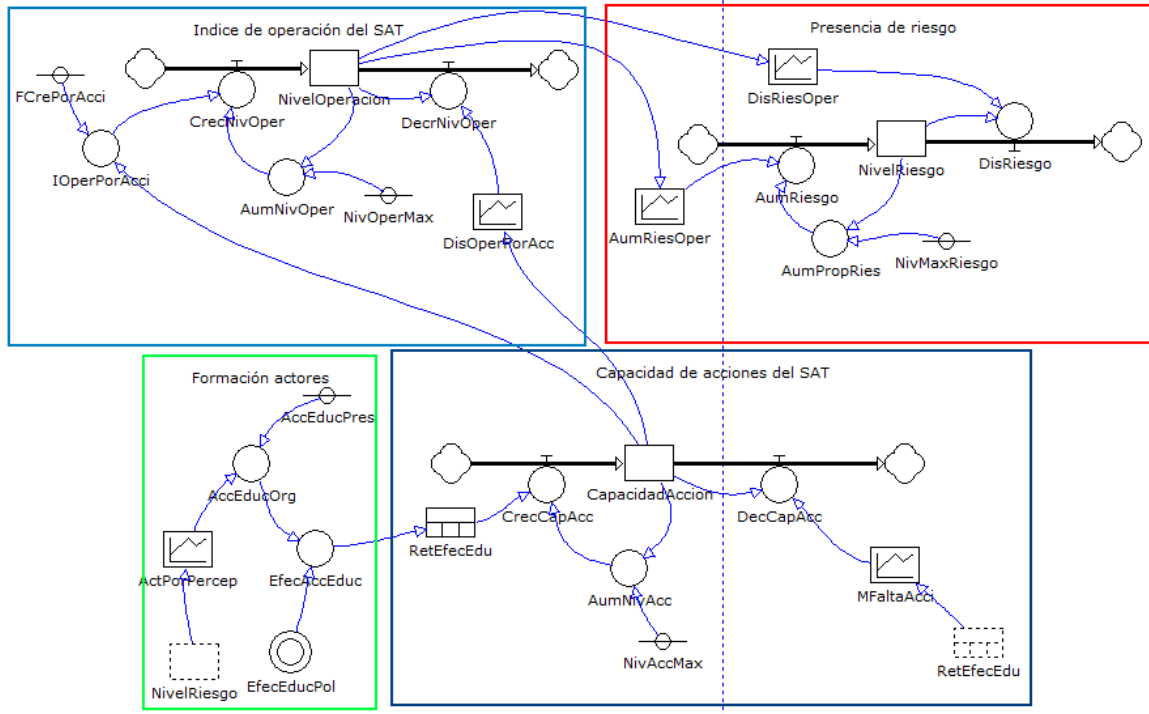 Indice de operación del SAT
FCrePorAcci
NivelOperacion
CrecNivOper
DecrNivOper
IOperPorAcci
AumNivOper
NivOperMax
DisOperPorAcc
Presencia de riesgo
DisRiesOper
NivelRiesgo
DisRiesgo
AumRiesgo
AumRiesOper
AumPropRies
NivMaxRiesgo
Formación actores
AccEducPres
AccEducOrg
ActPorPercep
EfecAccEduc
NivelRiesgo
EfecEducPol
Capacidad de acciones del SAT
CapacidadAccion
CrecCapAcc
DecCapAcc
RetEfecEdu
AumNivAcc
MFaltaAcci
NivAccMax
RetEfecEdu